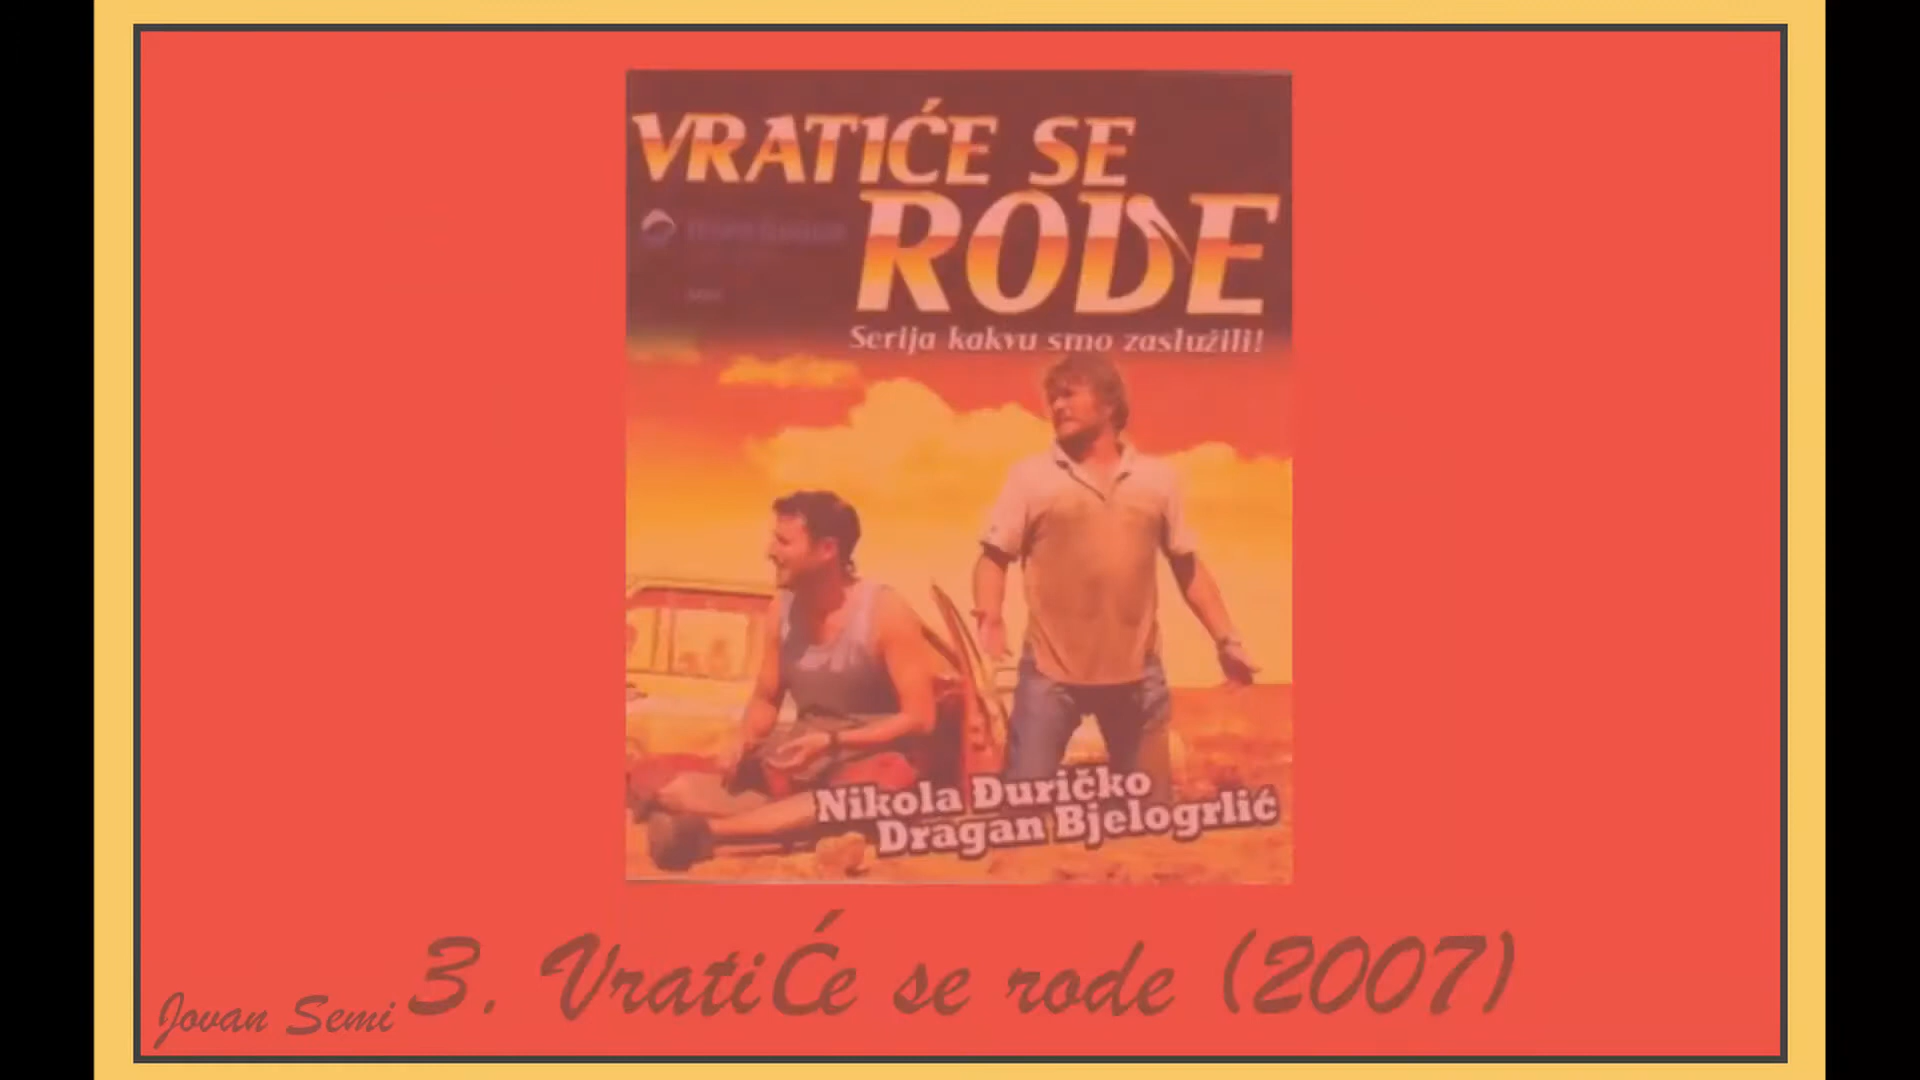 VRATIĆE SE
RODE
Serija kakvu smo zaslužili!
Nikola Đuričko
Dragan Bjelogrlić
3. VratiĆe se rode (2007)
Jovan Semi